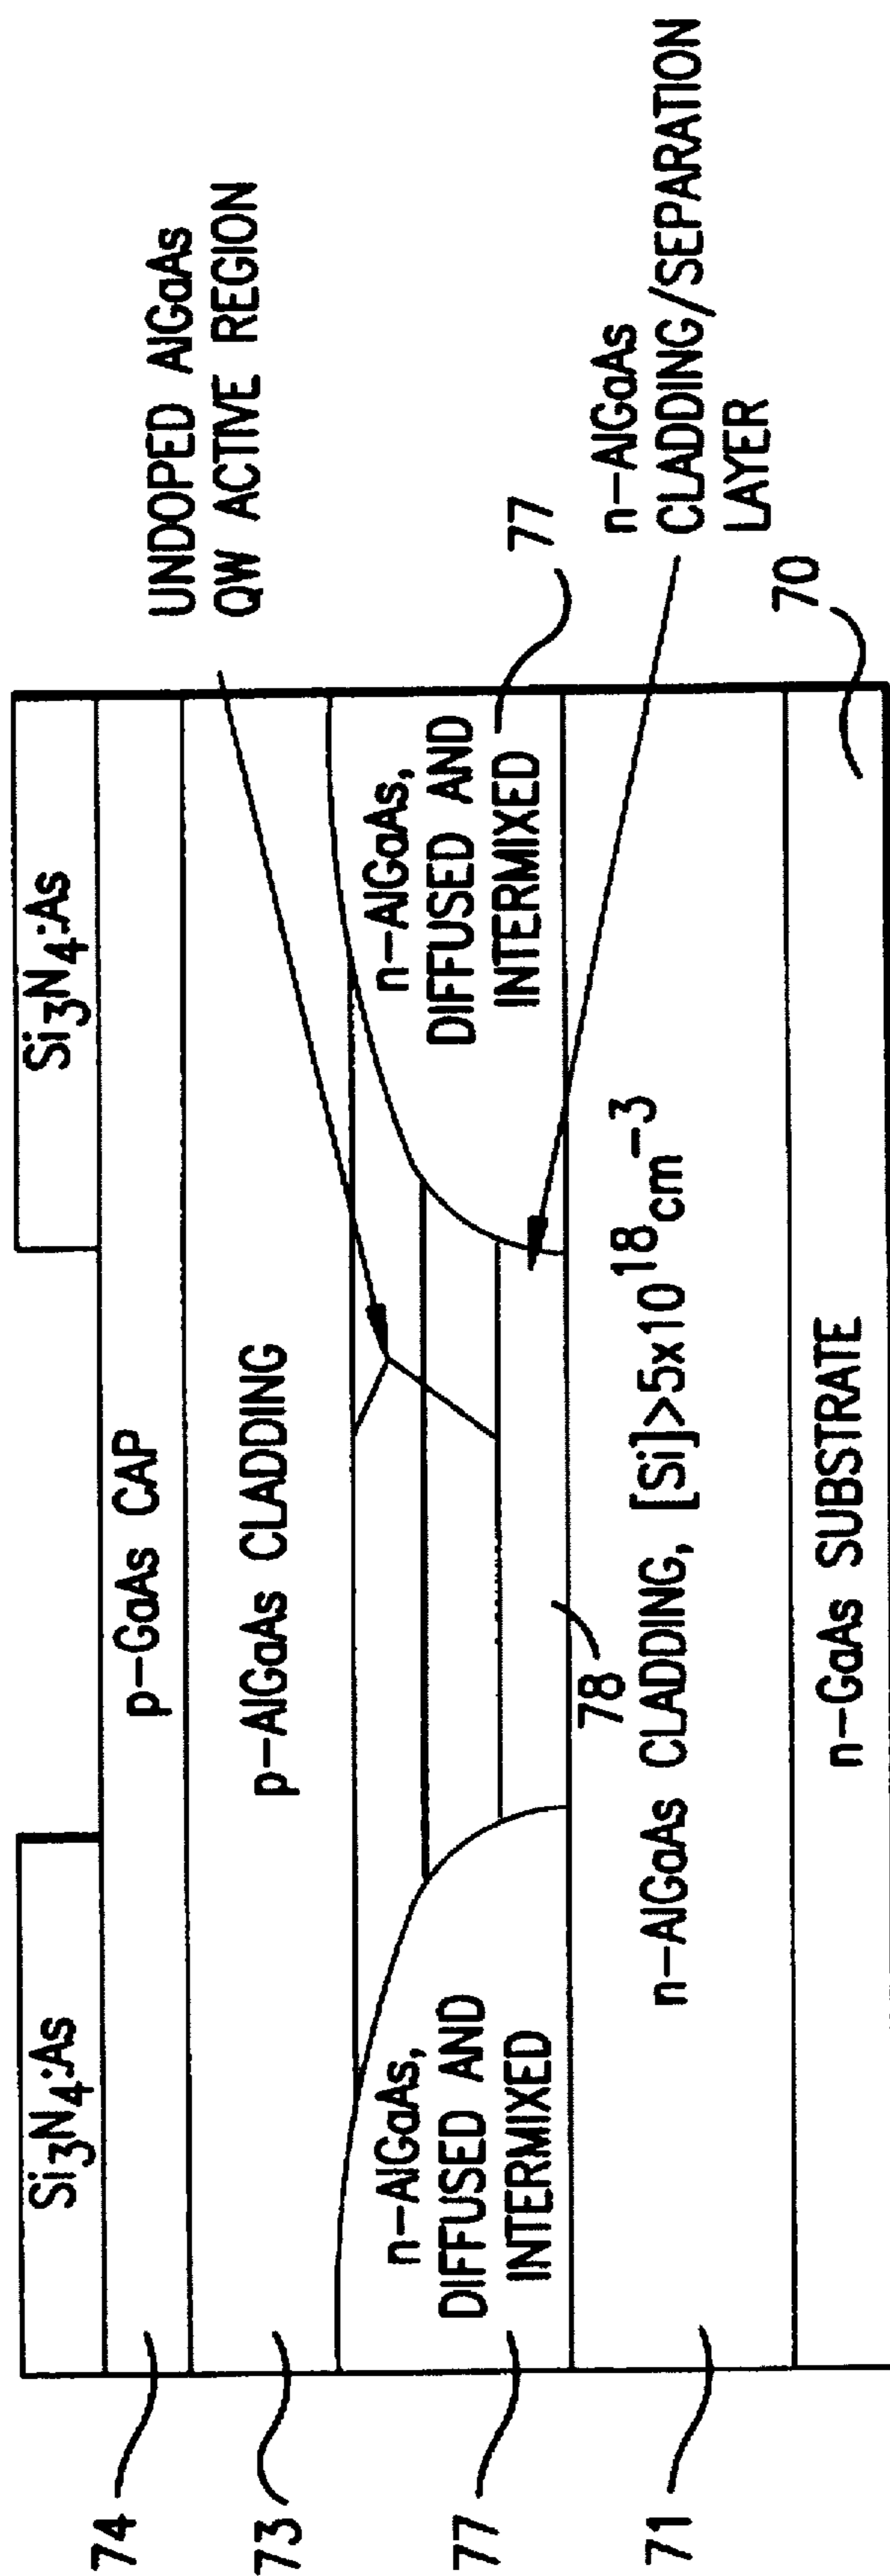 Si3N4:As
Si3N4:As
UNDOPED AlGaAs
QW ACTIVE REGION
74
p-GaAs CAP
73
p-AlGaAs CLADDING
77
n-AlGaAs,
DIFFUSED AND
INTERMIXED
n-AlGaAs,
DIFFUSED AND
INTERMIXED
77
78
n-AlGaAs
CLADDING/SEPARATION
LAYER
71
n-AlGaAs CLADDING, [Si]>5x10^18cm^-3
n-GaAs SUBSTRATE
70